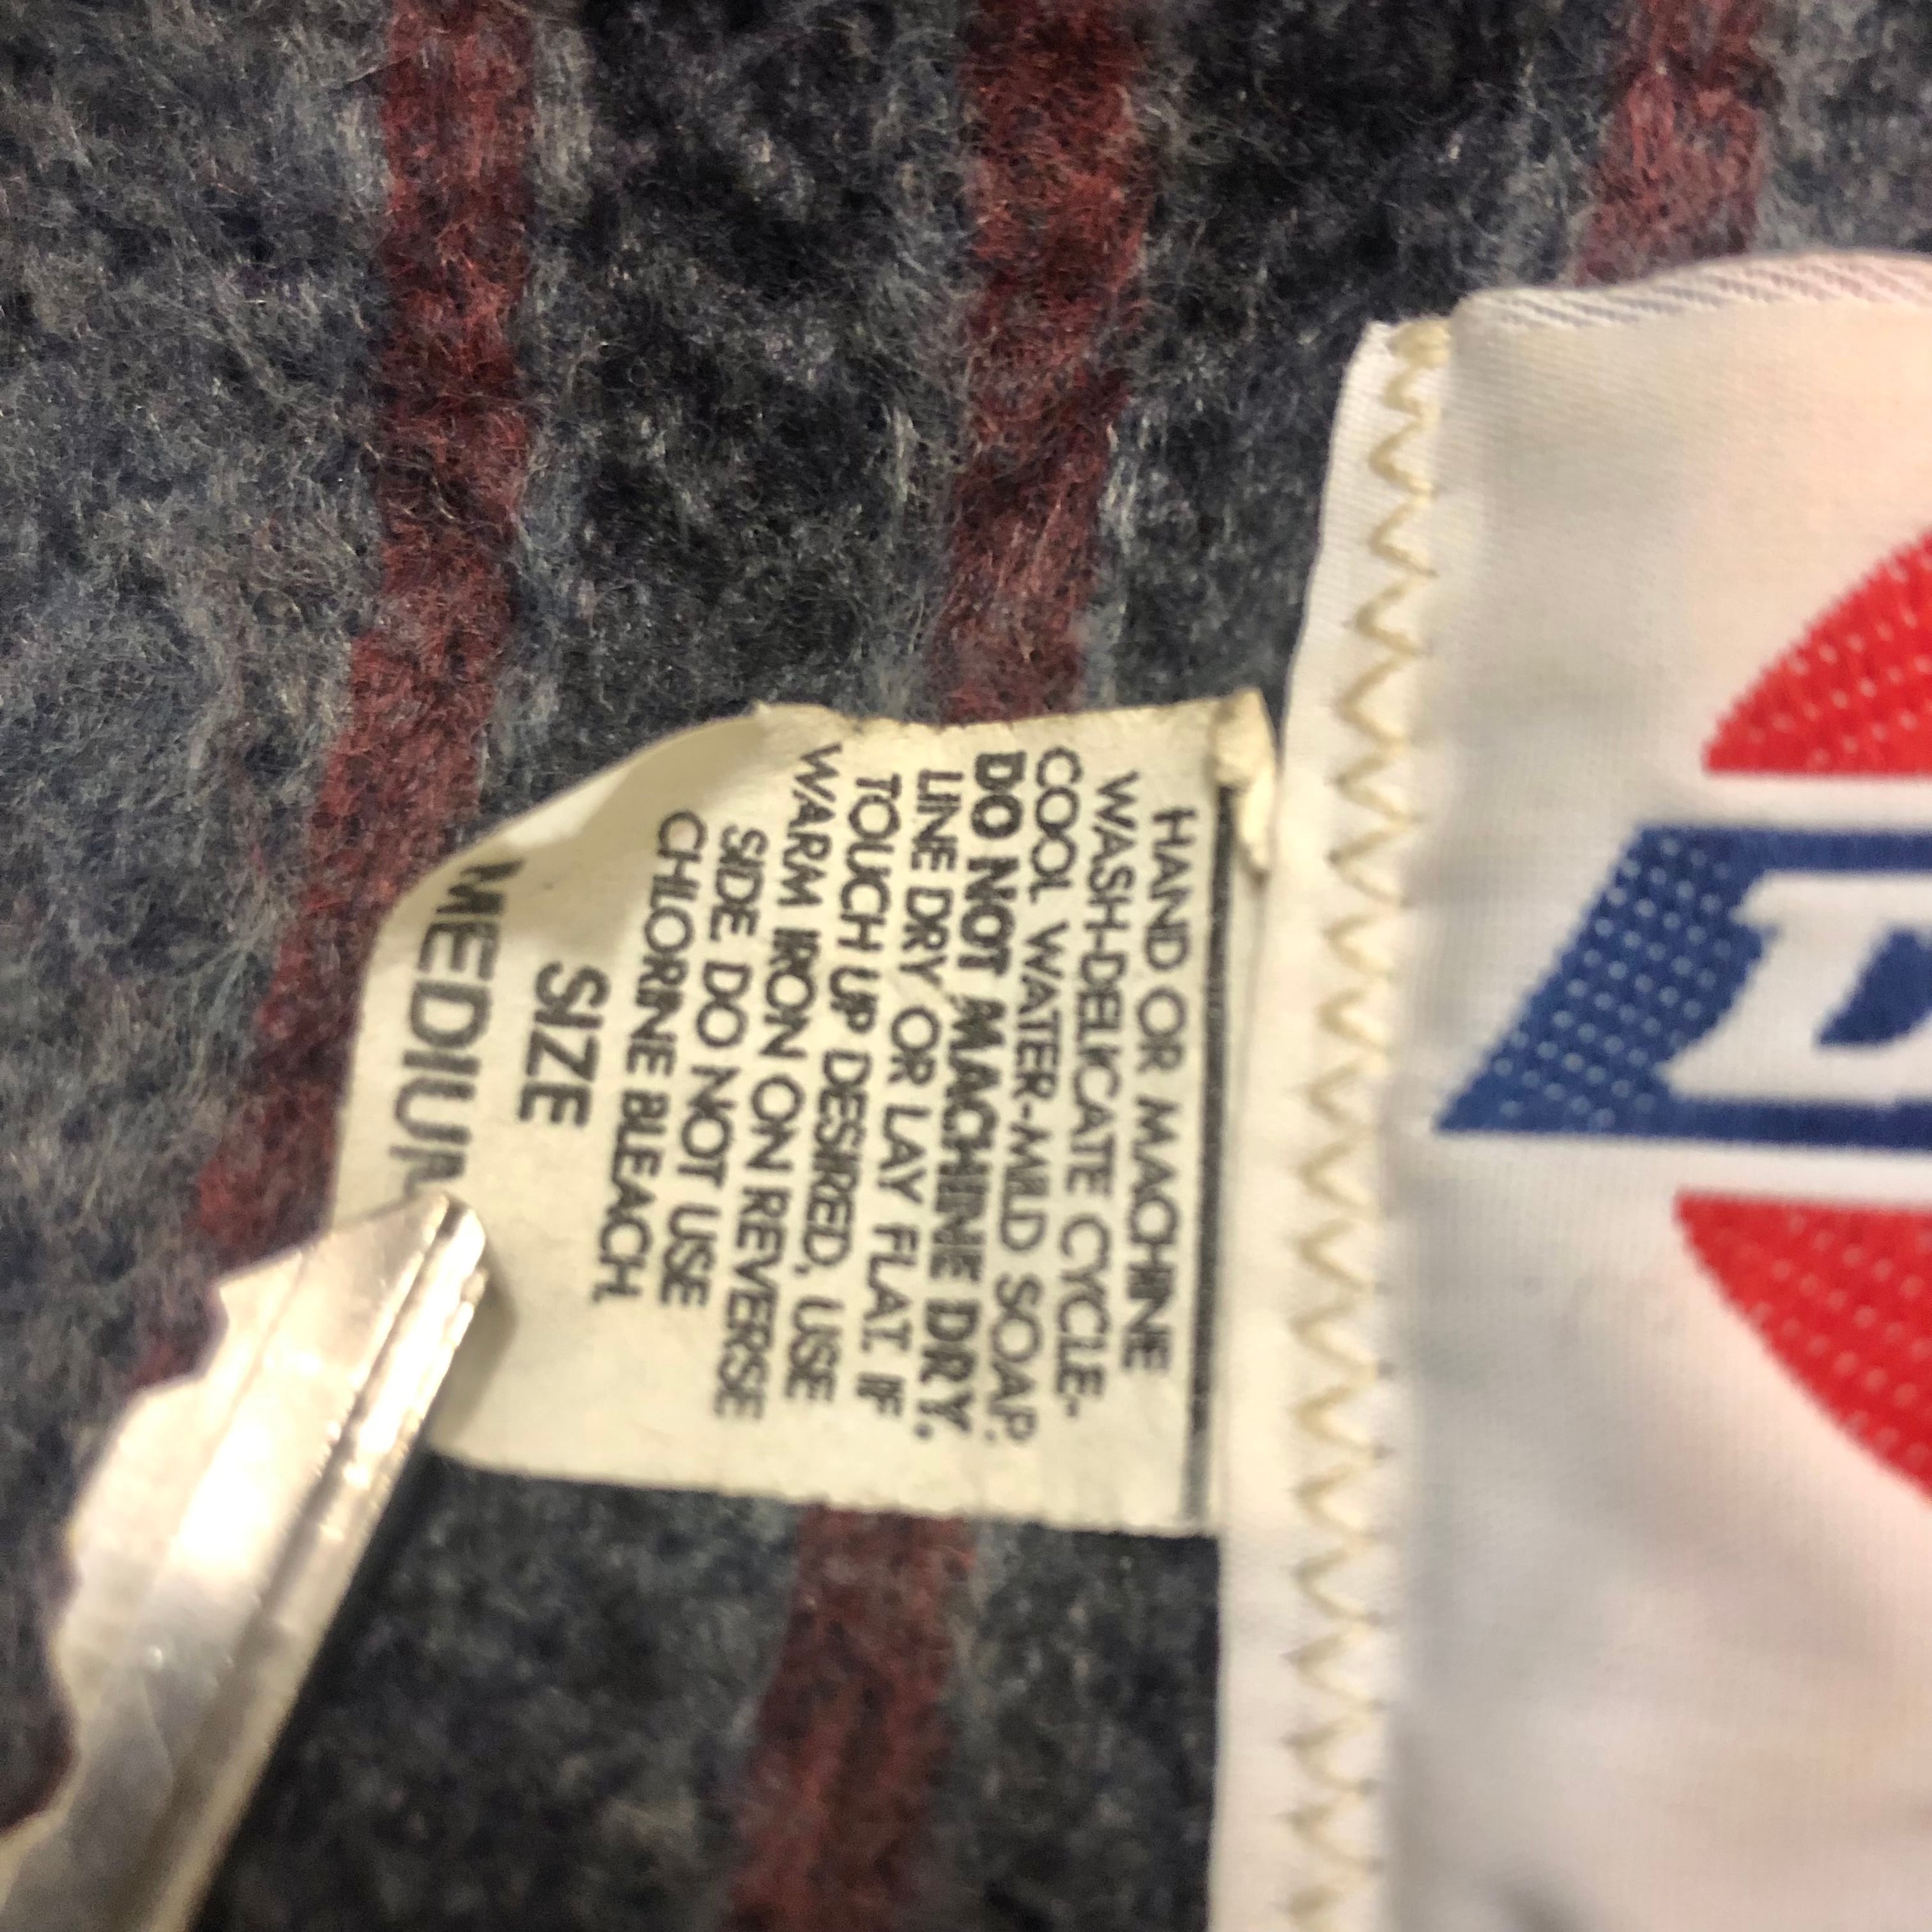 HAND OR MACHINE
WASH-DELICATE CYCLE-
COOL WATER-MILD SOAP.
DO NOT MACHINE DRY.
LINE DRY OR LAY FLAT. IF
TOUCH UP DESIRED, USE
WARM IRON ON REVERSE
SIDE DO NOT USE
CHLORINE BLEACH
SIZE
MEDIUM